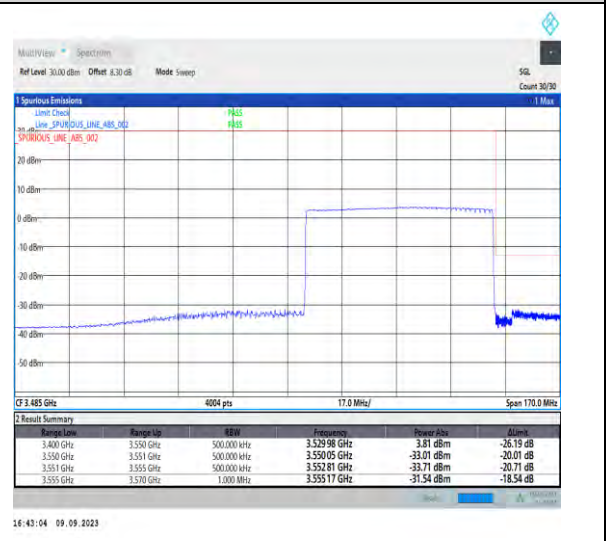 MultiView Spectrum
Ref Level 30.00 dBm Offset 8.30 dB Mode Sweep SGL
Count 30/30
1 Spurious Emissions 1 Max
Limit Check PASS
Line _SPURIOUS_LINE_ABS_002 PASS
SPURIOUS_LINE_ABS_002
20 dBm
10 dBm
0 dBm
-10 dBm
-20 dBm
-30 dBm
-40 dBm
-50 dBm
CF 3.485 GHz 4004 pts 17.0 MHz/ Span 170.0 MHz
2 Result Summary
Range Low Range Up RBW Frequency Power Abs ΔLimit
3.400 GHz 3.550 GHz 500.000 kHz 3.52998 GHz 3.81 dBm -26.19 dB
3.550 GHz 3.551 GHz 500.000 kHz 3.55005 GHz -33.01 dBm -20.01 dB
3.551 GHz 3.555 GHz 500.000 kHz 3.55281 GHz -33.71 dBm -20.71 dB
3.555 GHz 3.570 GHz 1.000 MHz 3.55517 GHz -31.54 dBm -18.54 dB
16:43:04 09.09.2023